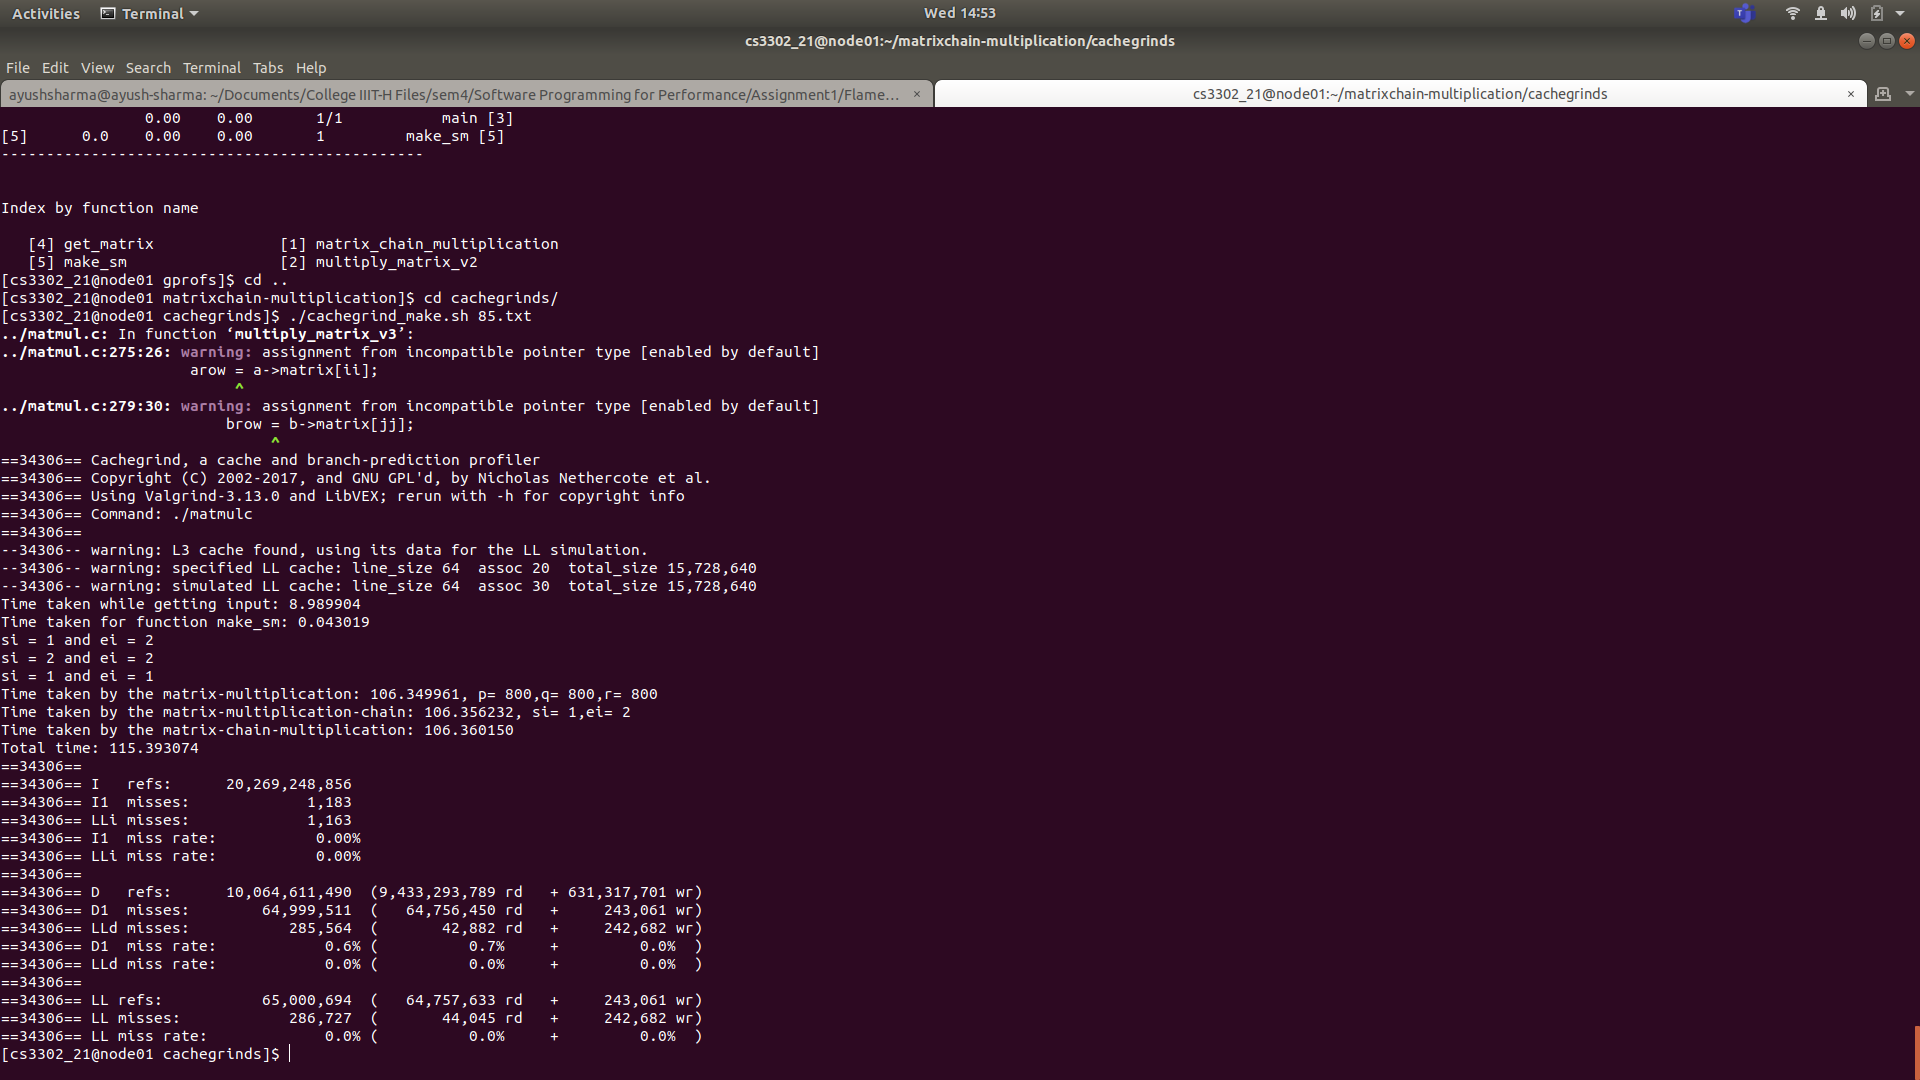 Activities Terminal Wed 14:53
cs3302_21@node01:~/matrixchain-multiplication/cachegrinds
File Edit View Search Terminal Tabs Help
ayushsharma@ayush-sharma: ~/Documents/College IIIT-H Files/sem4/Software Programming for Performance/Assignment1/Flame... × cs3302_21@node01:~/matrixchain-multiplication/cachegrinds ×
                0.00    0.00       1/1           main [3]
[5]      0.0    0.00    0.00       1         make_sm [5]
-----------------------------------------------
Index by function name
   [4] get_matrix              [1] matrix_chain_multiplication
   [5] make_sm                 [2] multiply_matrix_v2
[cs3302_21@node01 gprofs]$ cd ..
[cs3302_21@node01 matrixchain-multiplication]$ cd cachegrinds/
[cs3302_21@node01 cachegrinds]$ ./cachegrind_make.sh 85.txt
../matmul.c: In function ‘multiply_matrix_v3’:
../matmul.c:275:26: warning: assignment from incompatible pointer type [enabled by default]
                     arow = a->matrix[ii];
                          ^
../matmul.c:279:30: warning: assignment from incompatible pointer type [enabled by default]
                         brow = b->matrix[jj];
                              ^
==34306== Cachegrind, a cache and branch-prediction profiler
==34306== Copyright (C) 2002-2017, and GNU GPL'd, by Nicholas Nethercote et al.
==34306== Using Valgrind-3.13.0 and LibVEX; rerun with -h for copyright info
==34306== Command: ./matmulc
==34306==
--34306-- warning: L3 cache found, using its data for the LL simulation.
--34306-- warning: specified LL cache: line_size 64  assoc 20  total_size 15,728,640
--34306-- warning: simulated LL cache: line_size 64  assoc 30  total_size 15,728,640
Time taken while getting input: 8.989904
Time taken for function make_sm: 0.043019
si = 1 and ei = 2
si = 2 and ei = 2
si = 1 and ei = 1
Time taken by the matrix-multiplication: 106.349961, p= 800,q= 800,r= 800
Time taken by the matrix-multiplication-chain: 106.356232, si= 1,ei= 2
Time taken by the matrix-chain-multiplication: 106.360150
Total time: 115.393074
==34306==
==34306== I   refs:      20,269,248,856
==34306== I1  misses:             1,183
==34306== LLi misses:             1,163
==34306== I1  miss rate:           0.00%
==34306== LLi miss rate:           0.00%
==34306==
==34306== D   refs:      10,064,611,490  (9,433,293,789 rd   + 631,317,701 wr)
==34306== D1  misses:        64,999,511  (   64,756,450 rd   +     243,061 wr)
==34306== LLd misses:           285,564  (       42,882 rd   +     242,682 wr)
==34306== D1  miss rate:            0.6% (          0.7%     +         0.0%  )
==34306== LLd miss rate:            0.0% (          0.0%     +         0.0%  )
==34306==
==34306== LL refs:           65,000,694  (   64,757,633 rd   +     243,061 wr)
==34306== LL misses:            286,727  (       44,045 rd   +     242,682 wr)
==34306== LL miss rate:             0.0% (          0.0%     +         0.0%  )
[cs3302_21@node01 cachegrinds]$